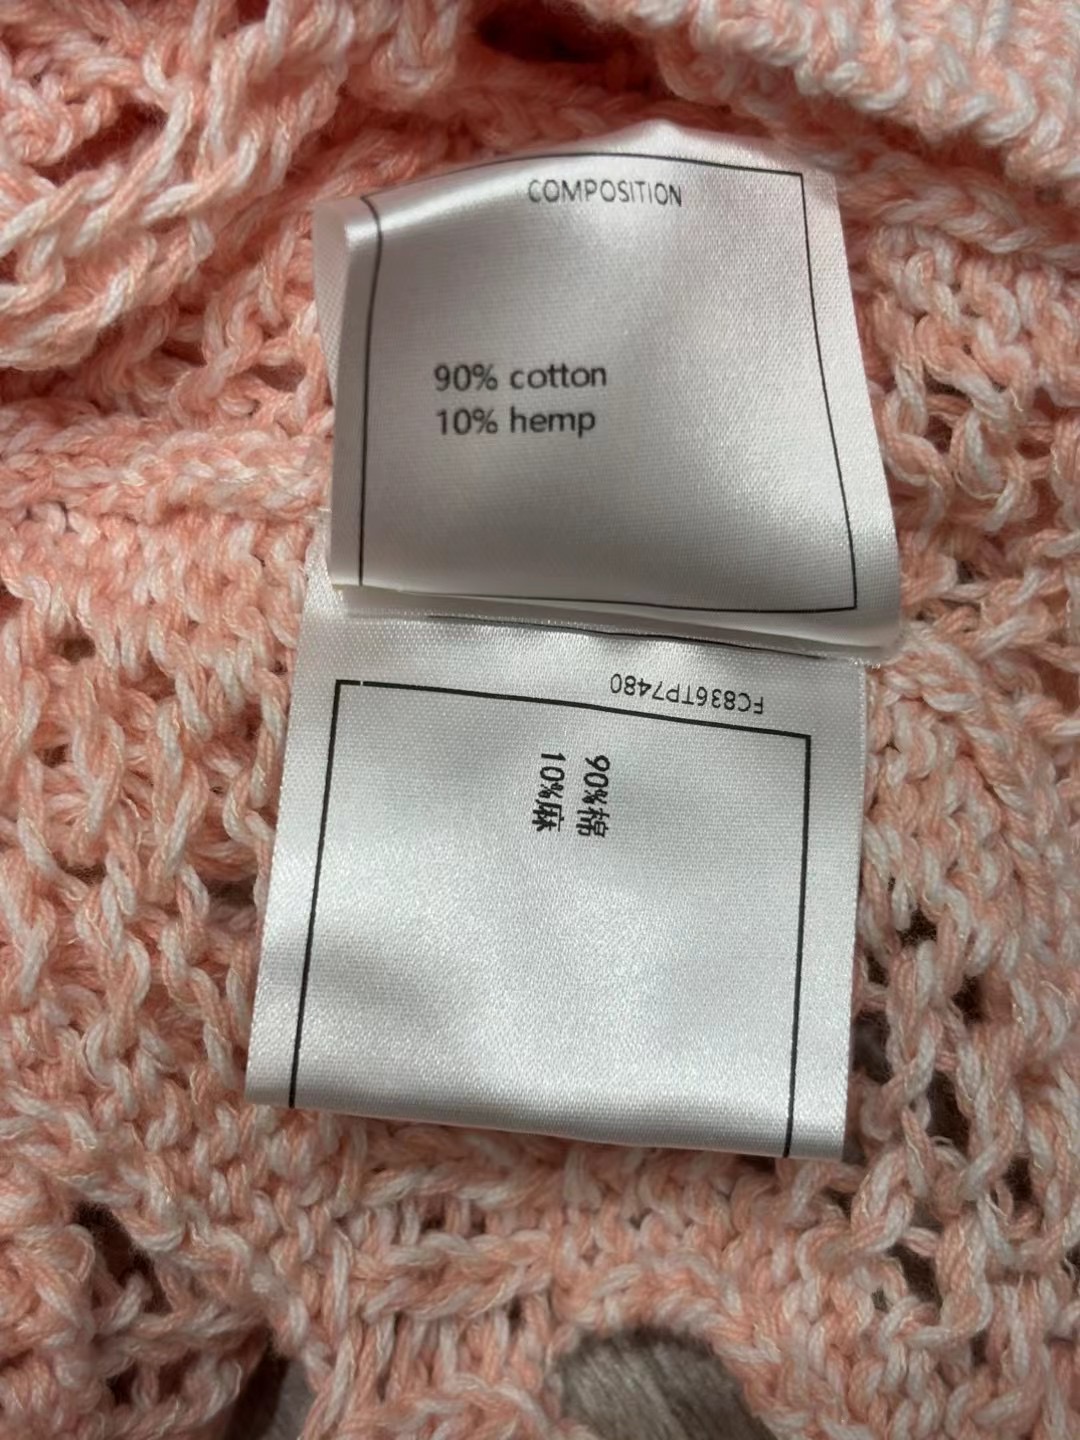 COMPOSITION
90% cotton
10% hemp
FC836TP7480
90%棉
10%麻